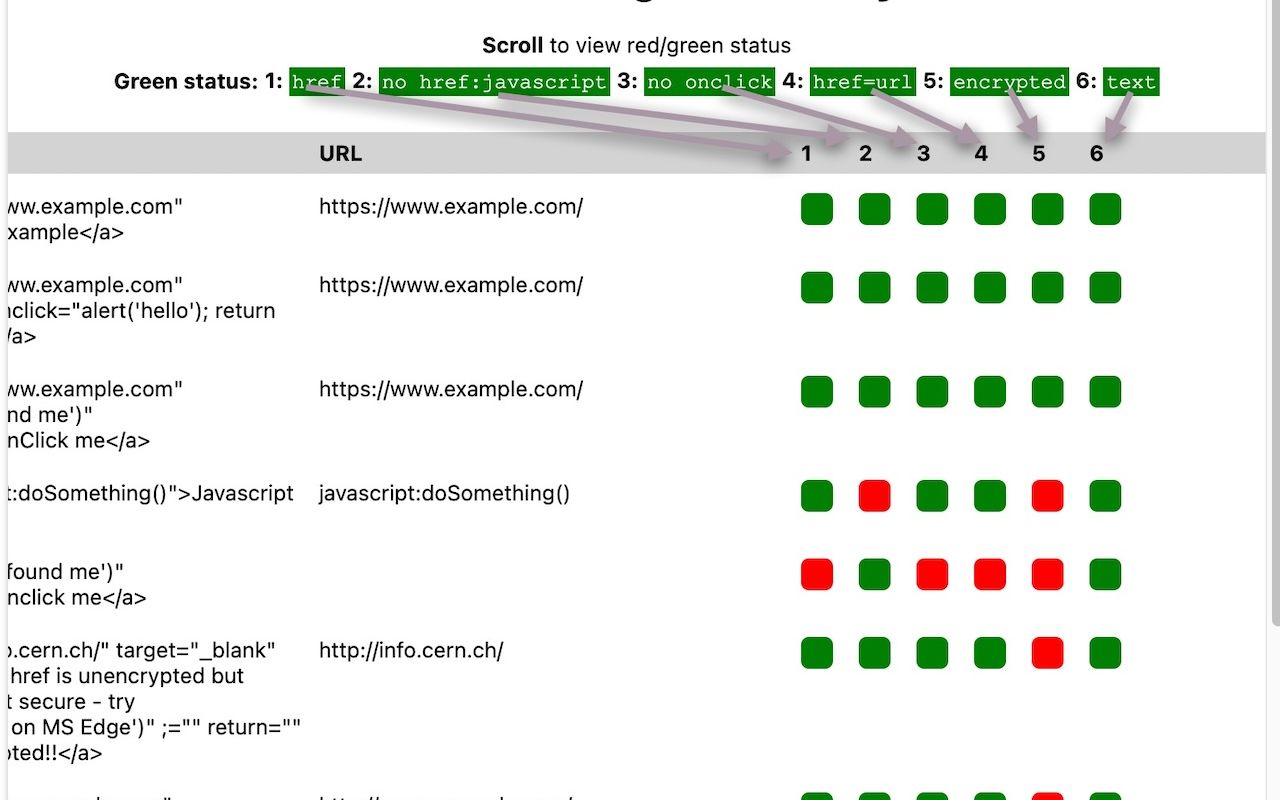 Scroll to view red/green status
Green status: 1: href 2: no href:javascript 3: no onclick 4: href=url 5: encrypted 6: text
URL 1 2 3 4 5 6
ww.example.com" https://www.example.com/
xample</a>
ww.example.com" https://www.example.com/
nclick="alert('hello'); return
/a>
ww.example.com" https://www.example.com/
nd me')"
nClick me</a>
t:doSomething()">Javascript javascript:doSomething()
found me')"
nclick me</a>
o.cern.ch/" target="_blank" http://info.cern.ch/
href is unencrypted but
t secure - try
on MS Edge')" ;="" return=""
oted!!</a>